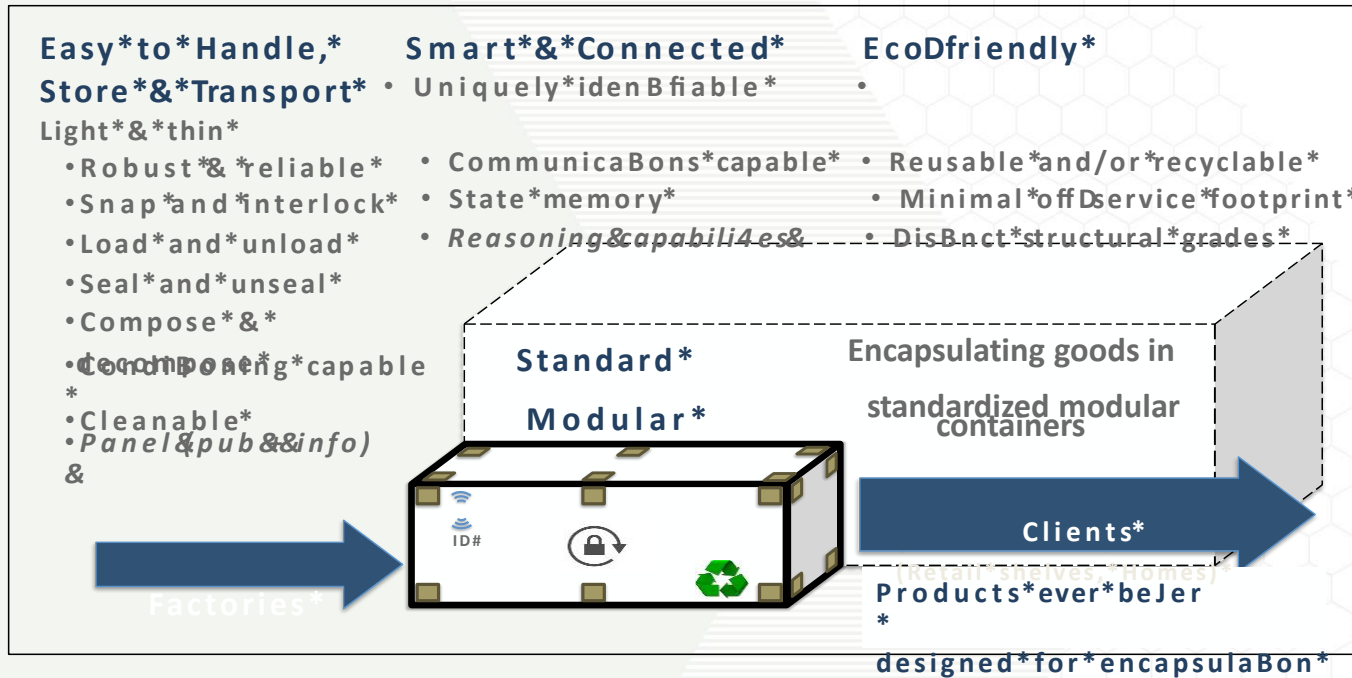 Easy*to*Handle,*
Store*&*Transport*
Light*&*thin*
•Robust*& *reliable*
•Snap*and*interlock*
•Load*and*unload*
•Seal*and*unseal*
•Compose*&*
decompose*
•CondiBoning*capable
*
•Cleanable*
•Panel&(pub&+&info)
&
Smart*&*Connected*
• Uniquely*idenBfiable*
• CommunicaBons*capable*
• State*memory*
• Reasoning&capabili4es&
EcoDfriendly*
•
• Reusable*and/or*recyclable*
• Minimal*offDservice*footprint*
• DisBnct*structural*grades*
Standard*
Modular*
Encapsulating goods in
standardized modular
containers
ID#
Factories*
Clients*
(Retail*shelves,*Homes)*
Products*ever*beJer
*
designed*for*encapsulaBon*